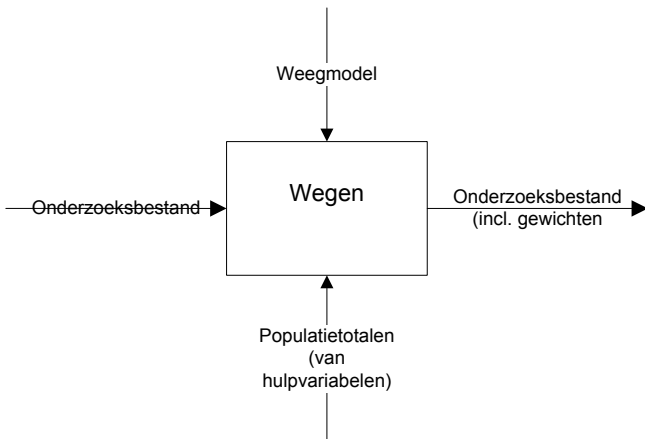 Weegmodel
Wegen
Onderzoeksbestand
Onderzoeksbestand
(incl. gewichten
Populatietotalen
(van
hulpvariabelen)